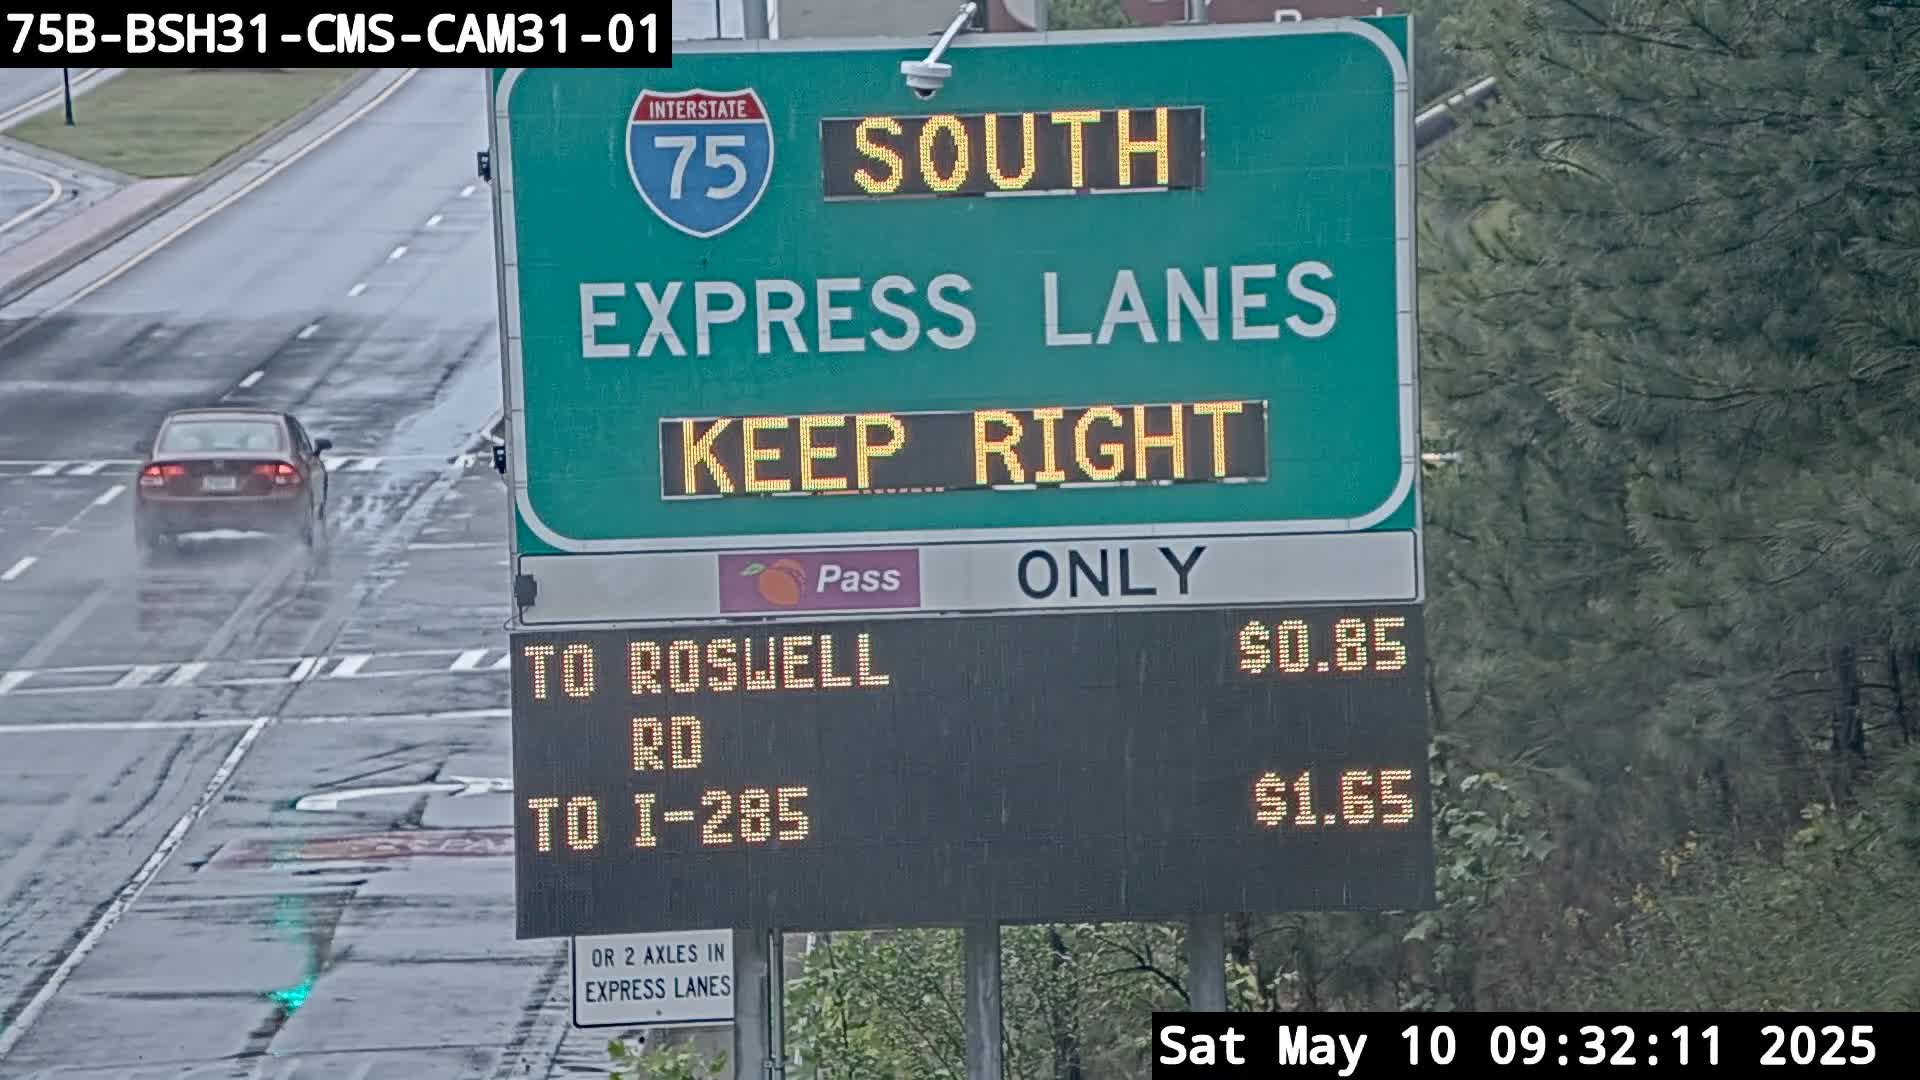 75B-BSH31-CMS-CAM31-01
INTERSTATE
75
SOUTH
EXPRESS LANES
KEEP RIGHT
Pass
ONLY
TO ROSWELL $0.85
RD
TO I-285 $1.65
OR 2 AXLES IN
EXPRESS LANES
Sat May 10 09:32:11 2025